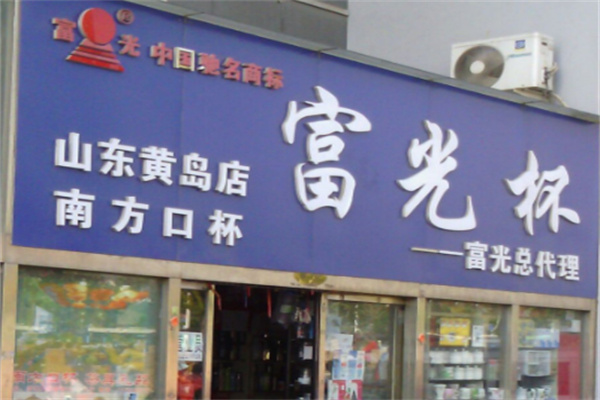 富光 中国驰名商标
富光杯
山东黄岛店
南方口杯
——富光总代理